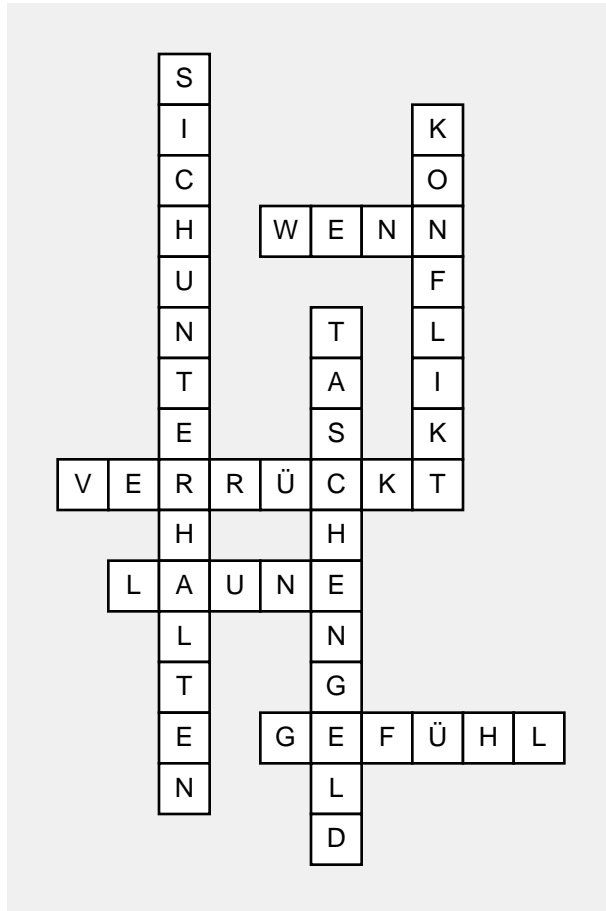 SICHUNTERHALTEN
KONFLIKT
WENN
TASCHENGELD
VERRÜCKT
LAUNE
GEFÜHL